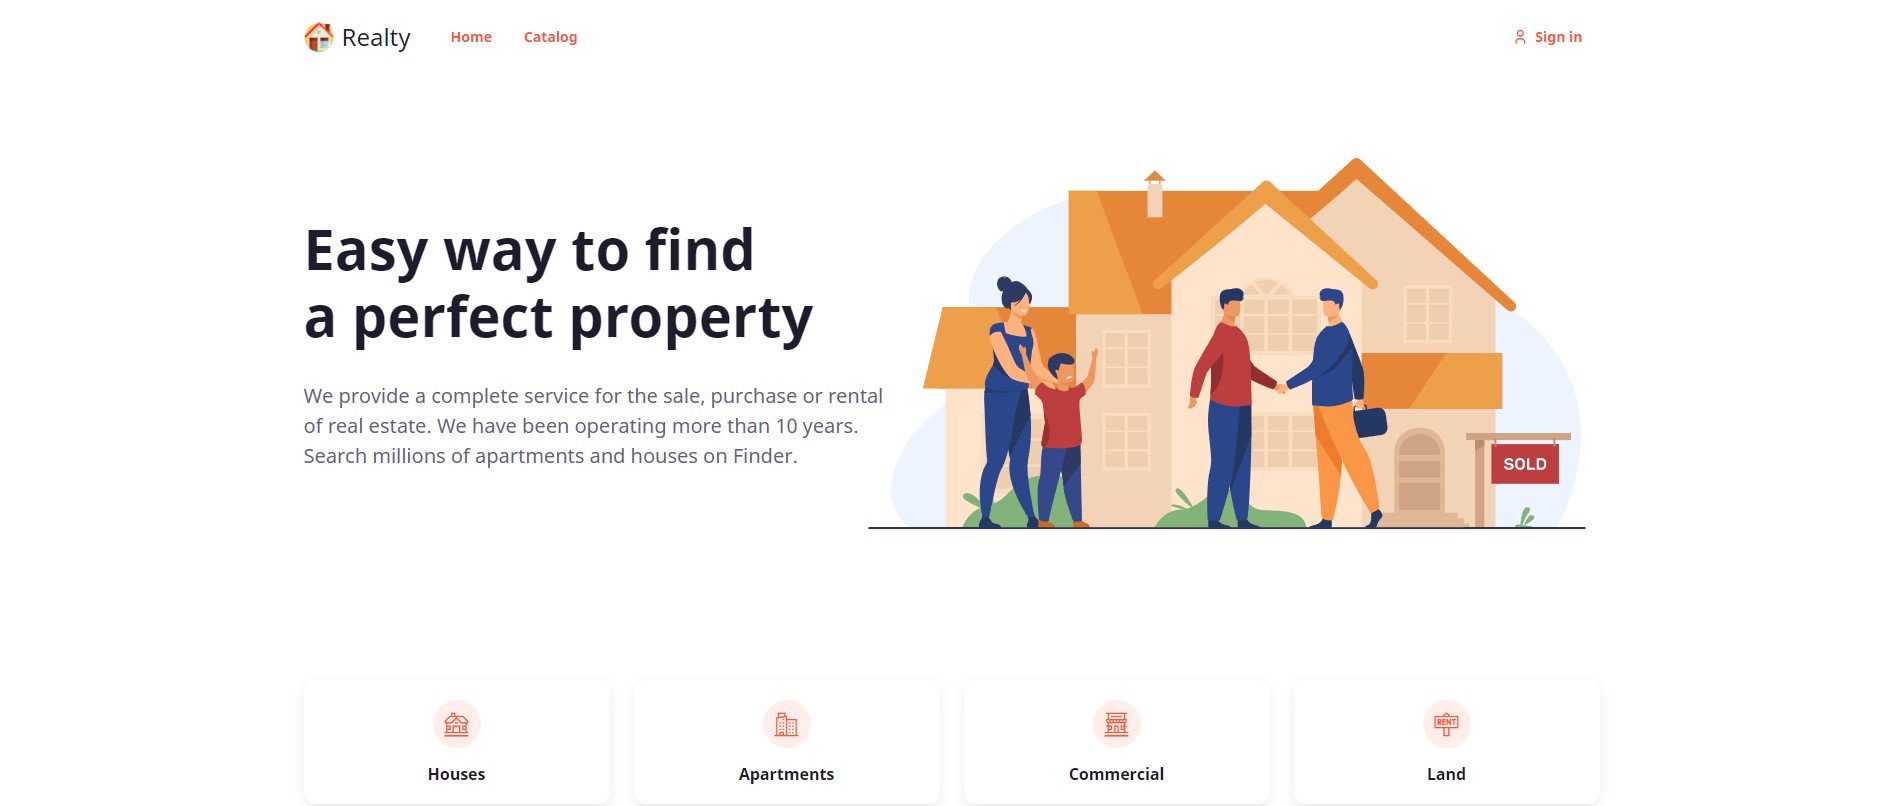 Realty
Home
Catalog
Sign in
Easy way to find
a perfect property
We provide a complete service for the sale, purchase or rental
of real estate. We have been operating more than 10 years.
Search millions of apartments and houses on Finder.
SOLD
Houses
Apartments
Commercial
RENT
Land